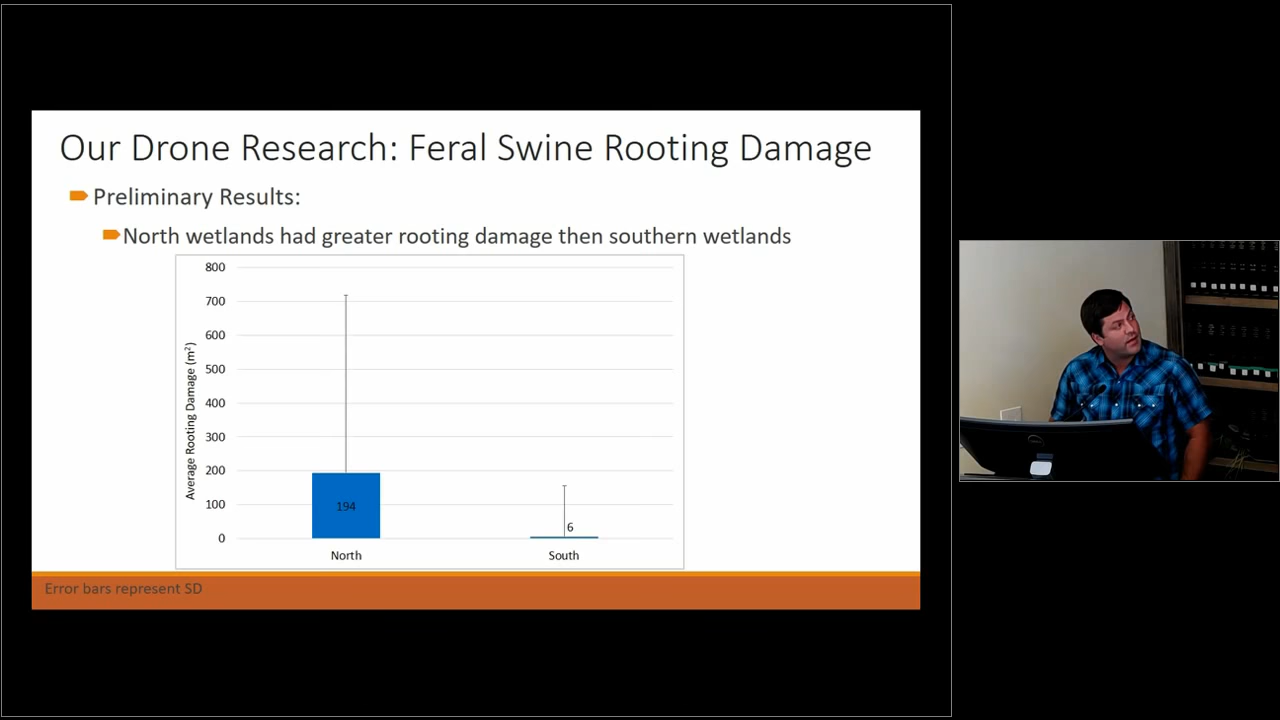 Our Drone Research: Feral Swine Rooting Damage
Preliminary Results:
North wetlands had greater rooting damage then southern wetlands
Average Rooting Damage (m²)
800
700
600
500
400
300
200
100
0
194
6
North
South
Error bars represent SD